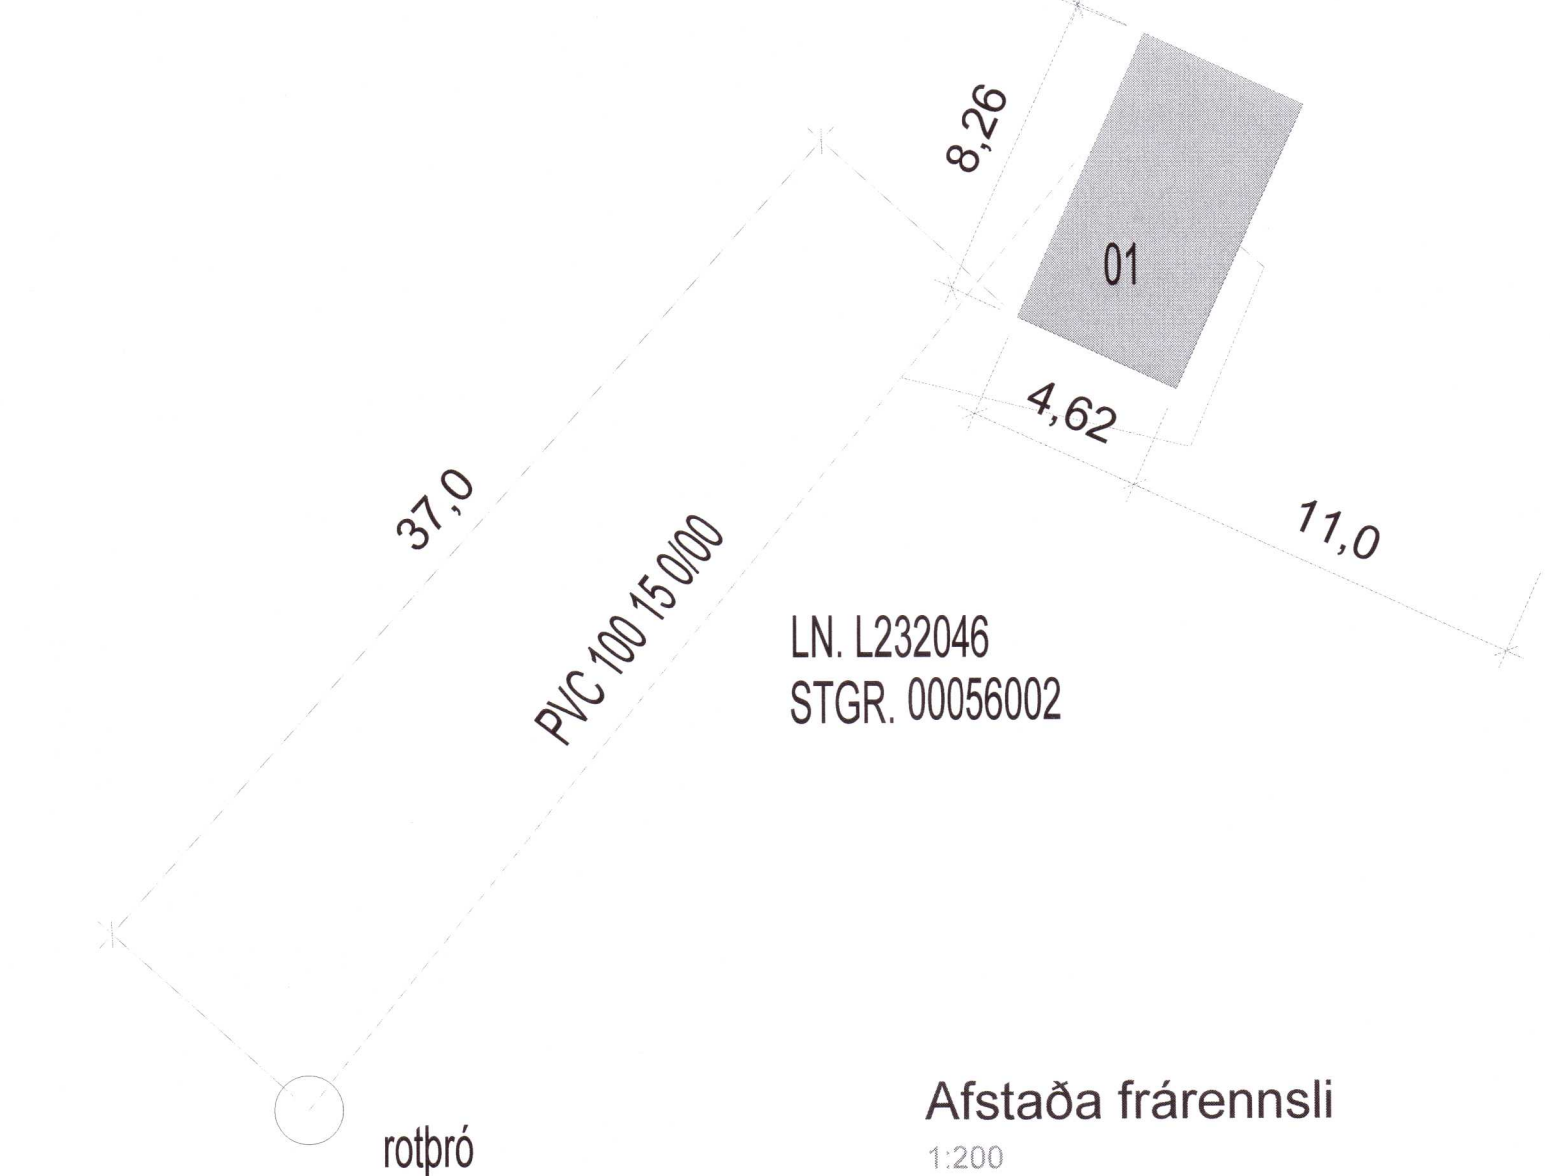 8,26
01
4,62
37,0
11,0
PVC 100 15 0/00
LN. L232046
STGR. 00056002
Afstaða frárennsli
1:200
rotþró